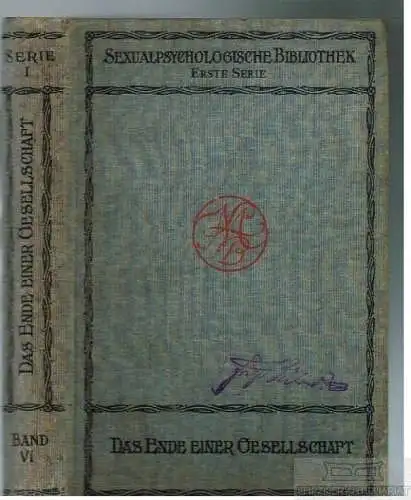 SERIE
I
DAS ENDE EINER GESELLSCHAFT
BAND
VI
SEXUALPSYCHOLOGISCHE BIBLIOTHEK
ERSTE SERIE
DAS ENDE EINER GESELLSCHAFT